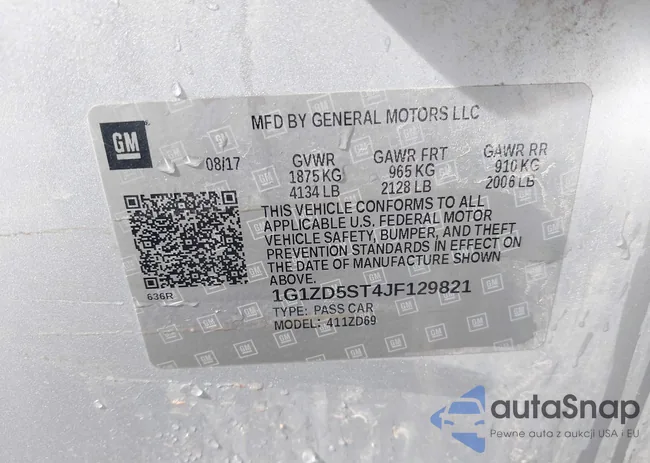 MFD BY GENERAL MOTORS LLC
GM
08/17
GVWR
1875 KG
4134 LB
GAWR FRT
965 KG
2128 LB
GAWR RR
910 KG
2006 LB
THIS VEHICLE CONFORMS TO ALL
APPLICABLE U.S. FEDERAL MOTOR
VEHICLE SAFETY, BUMPER, AND THEFT
PREVENTION STANDARDS IN EFFECT ON
THE DATE OF MANUFACTURE SHOWN
ABOVE.
636R
1G1ZD5ST4JF129821
TYPE: PASS CAR
MODEL: 411ZD69
autaSnap
Pewne auta z aukcji USA i EU